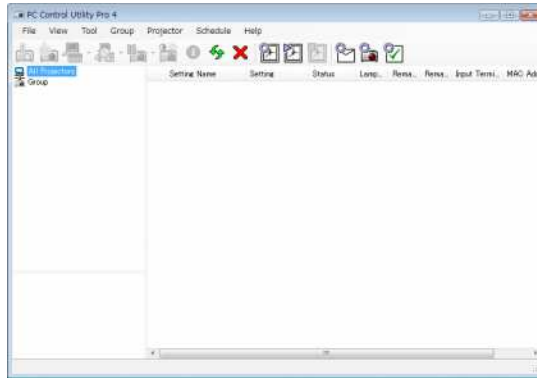 PC Control Utility Pro 4
File View Tool Group Projector Schedule Help
All Projectors
Group
Setting Name Setting Status Lamp... Rema... Rema... Input Termi... MAC Add